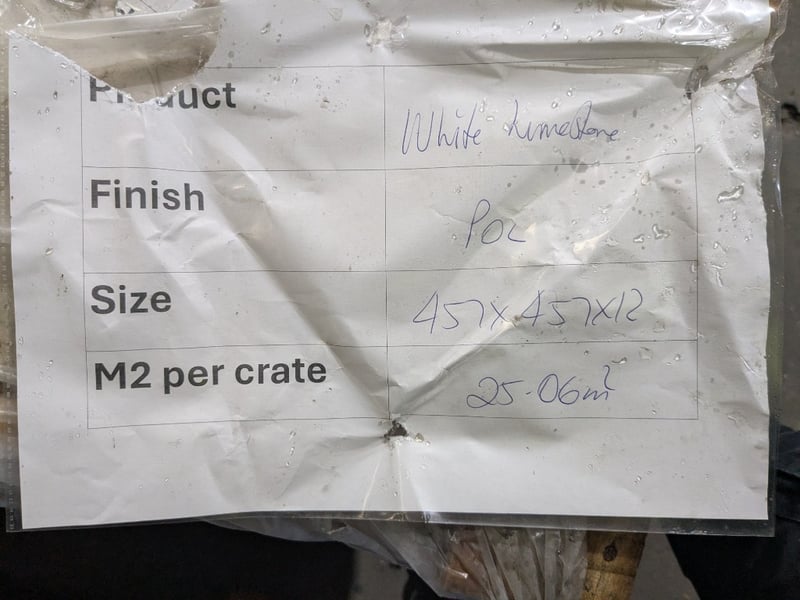 Product
White Limestone
Finish
POL
Size
457x457x12
M2 per crate
25.06m²